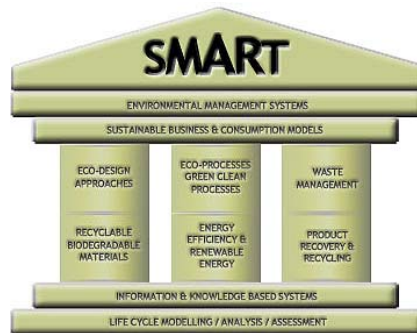 SMART
ENVIRONMENTAL MANAGEMENT SYSTEMS
SUSTAINABLE BUSINESS & CONSUMPTION MODELS
ECO-DESIGN
APPROACHES
RECYCLABLE
BIODEGRADABLE
MATERIALS
ECO-PROCESSES
GREEN CLEAN
PROCESSES
ENERGY
EFFICIENCY &
RENEWABLE
ENERGY
WASTE
MANAGEMENT
PRODUCT
RECOVERY &
RECYCLING
INFORMATION & KNOWLEDGE BASED SYSTEMS
LIFE CYCLE MODELLING / ANALYSIS / ASSESSMENT